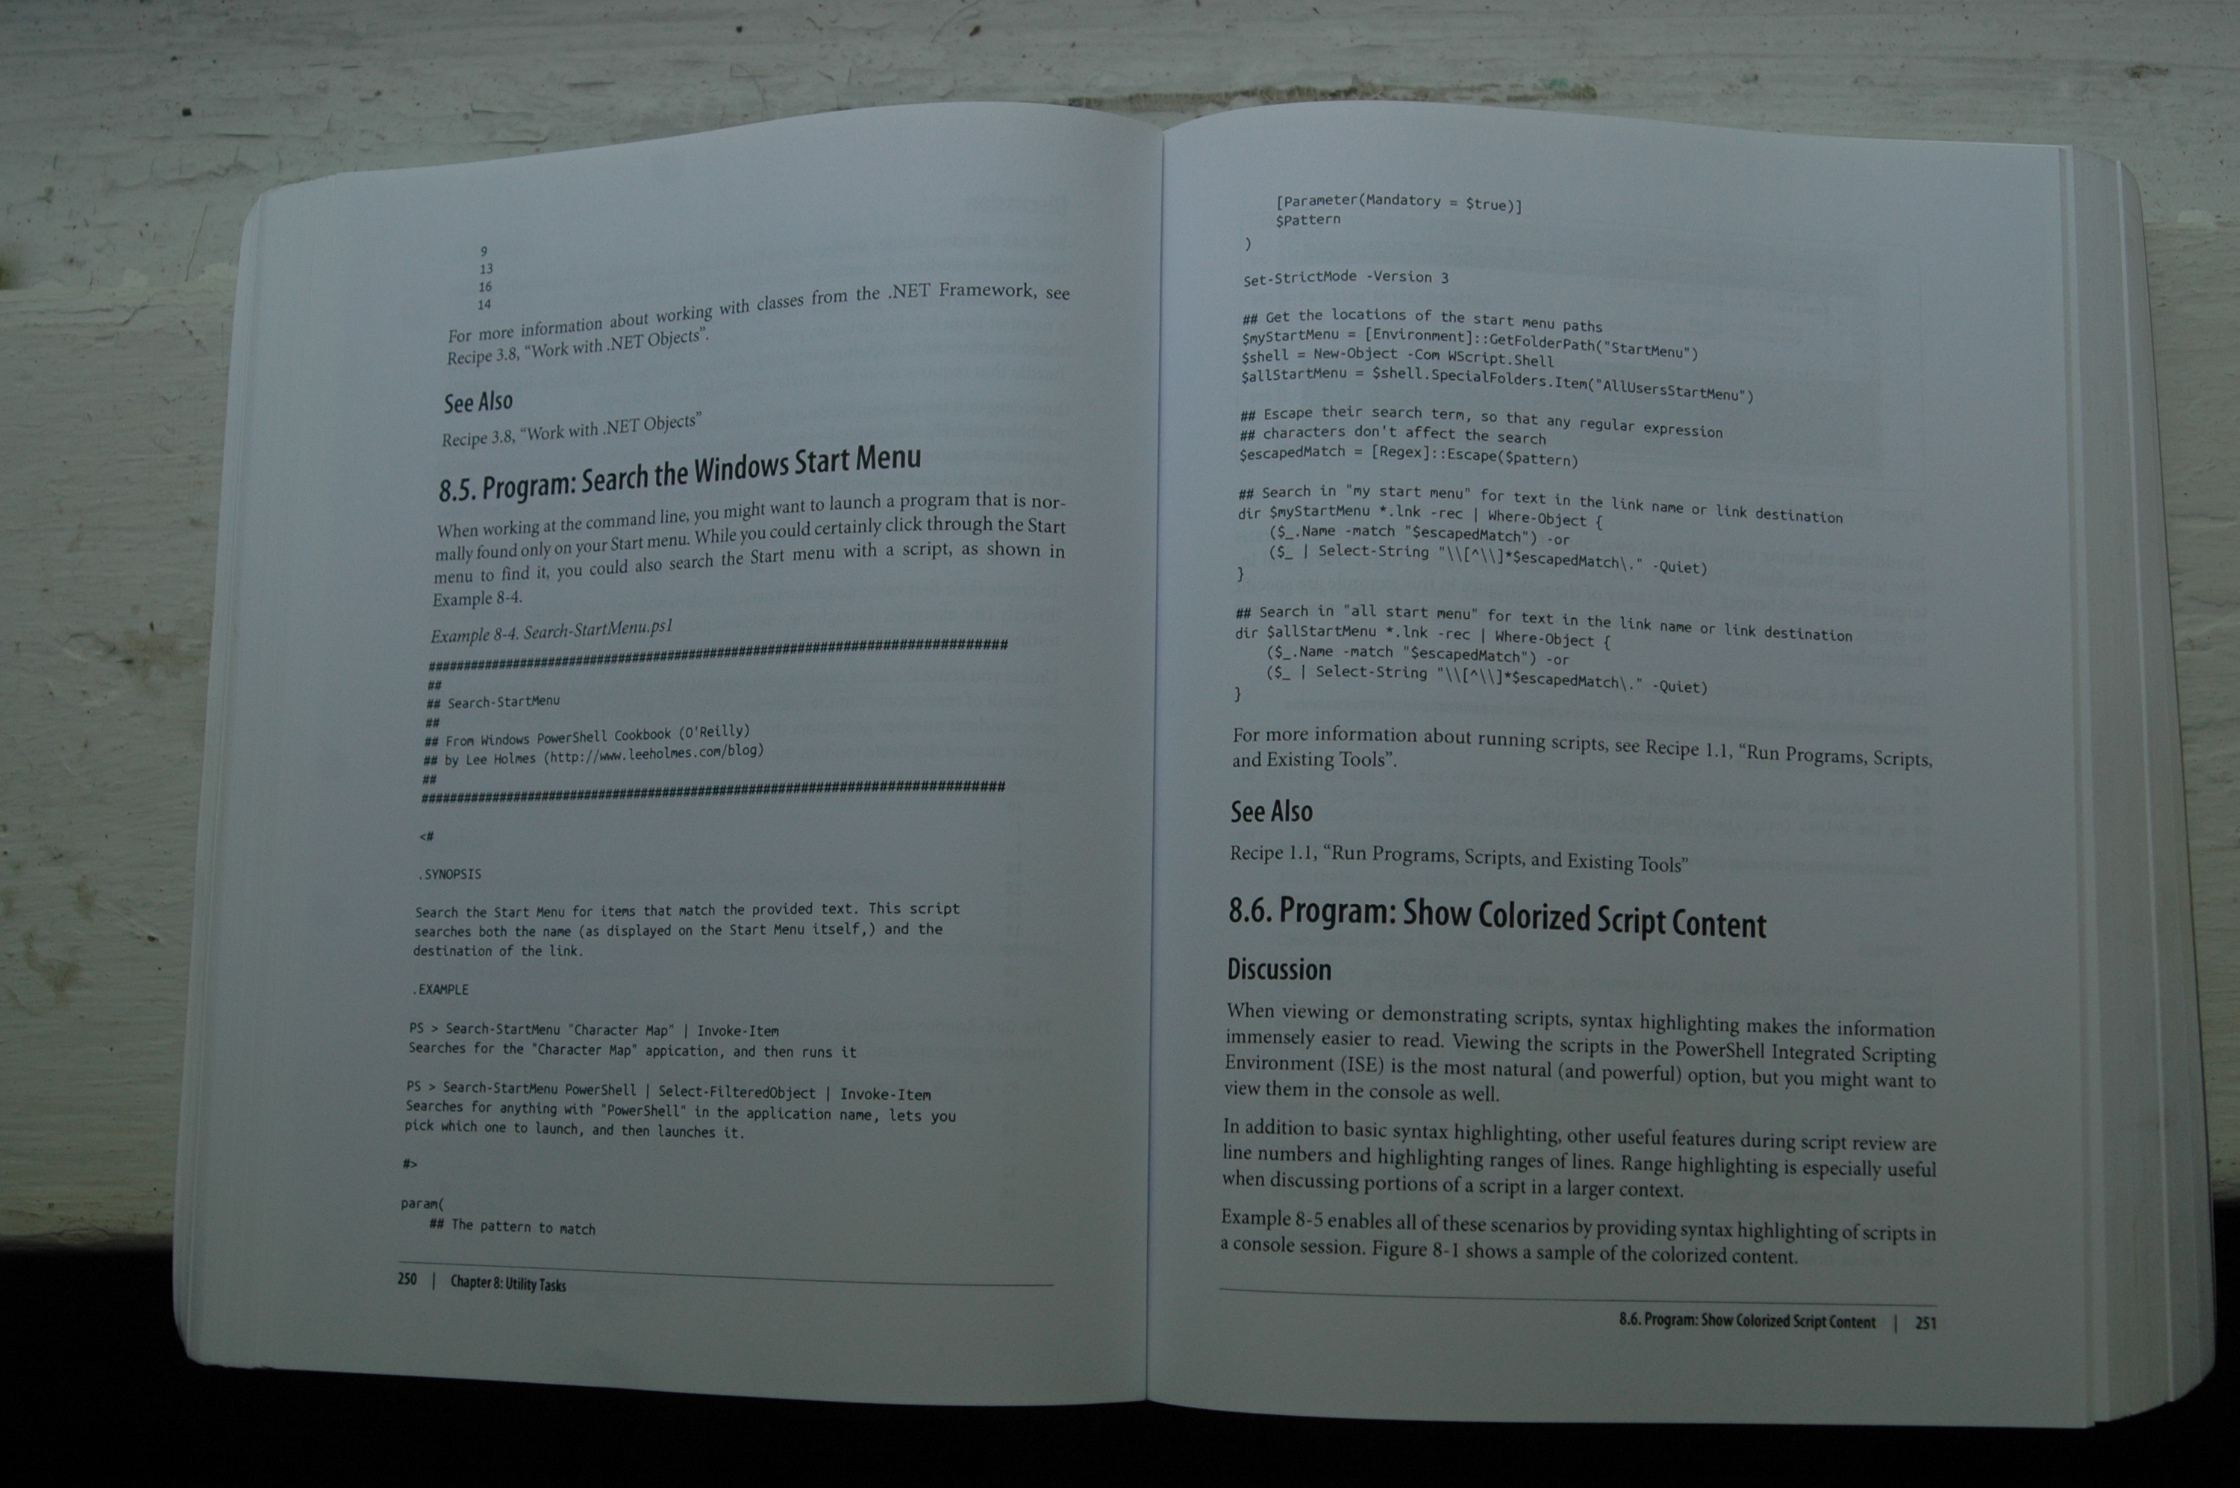 9
13
16
14
For more information about working with classes from the .NET Framework, see
Recipe 3.8, “Work with .NET Objects”.
See Also
Recipe 3.8, “Work with .NET Objects”
8.5. Program: Search the Windows Start Menu
When working at the command line, you might want to launch a program that is nor-
mally found only on your Start menu. While you could certainly click through the Start
menu to find it, you could also search the Start menu with a script, as shown in
Example 8-4.
Example 8-4. Search-StartMenu.ps1
##############################################################################
##
## Search-StartMenu
##
## From Windows PowerShell Cookbook (O'Reilly)
## by Lee Holmes (http://www.leeholmes.com/blog)
##
##############################################################################
<#
.SYNOPSIS
Search the Start Menu for items that match the provided text. This script
searches both the name (as displayed on the Start Menu itself,) and the
destination of the link.
.EXAMPLE
PS > Search-StartMenu "Character Map" | Invoke-Item
Searches for the "Character Map" appication, and then runs it
PS > Search-StartMenu PowerShell | Select-FilteredObject | Invoke-Item
Searches for anything with "PowerShell" in the application name, lets you
pick which one to launch, and then launches it.
#>
param(
## The pattern to match
250 | Chapter 8: Utility Tasks
[Parameter(Mandatory = $true)]
$Pattern
)
Set-StrictMode -Version 3
## Get the locations of the start menu paths
$myStartMenu = [Environment]::GetFolderPath("StartMenu")
$shell = New-Object -Com WScript.Shell
$allStartMenu = $shell.SpecialFolders.Item("AllUsersStartMenu")
## Escape their search term, so that any regular expression
## characters don't affect the search
$escapedMatch = [Regex]::Escape($pattern)
## Search in "my start menu" for text in the link name or link destination
dir $myStartMenu *.lnk -rec | Where-Object {
($_.Name -match "$escapedMatch") -or
($_ | Select-String "\\[^\\]*$escapedMatch\." -Quiet)
}
## Search in "all start menu" for text in the link name or link destination
dir $allStartMenu *.lnk -rec | Where-Object {
($_.Name -match "$escapedMatch") -or
($_ | Select-String "\\[^\\]*$escapedMatch\." -Quiet)
}
For more information about running scripts, see Recipe 1.1, “Run Programs, Scripts,
and Existing Tools”.
See Also
Recipe 1.1, “Run Programs, Scripts, and Existing Tools”
8.6. Program: Show Colorized Script Content
Discussion
When viewing or demonstrating scripts, syntax highlighting makes the information
immensely easier to read. Viewing the scripts in the PowerShell Integrated Scripting
Environment (ISE) is the most natural (and powerful) option, but you might want to
view them in the console as well.
In addition to basic syntax highlighting, other useful features during script review are
line numbers and highlighting ranges of lines. Range highlighting is especially useful
when discussing portions of a script in a larger context.
Example 8-5 enables all of these scenarios by providing syntax highlighting of scripts in
a console session. Figure 8-1 shows a sample of the colorized content.
8.6. Program: Show Colorized Script Content | 251